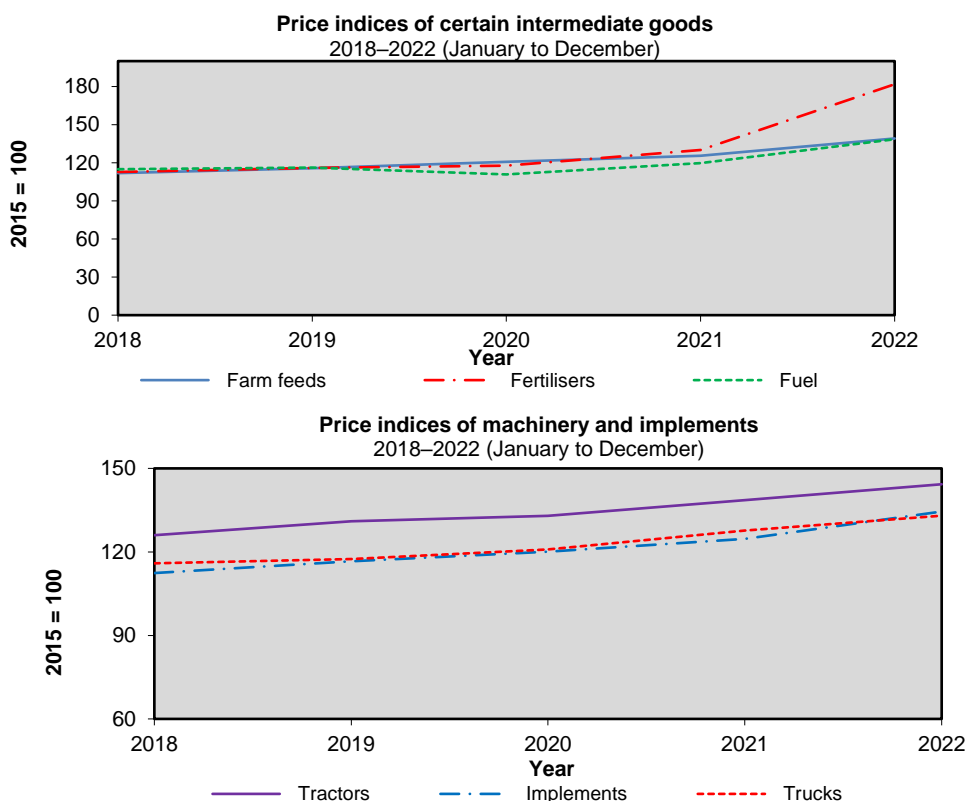 Price indices of certain intermediate goods
2018–2022 (January to December)
180
150
120
90
60
30
0
2015 = 100
2018 2019 2020 2021 2022
Year
Farm feeds Fertilisers Fuel
Price indices of machinery and implements
2018–2022 (January to December)
150
120
90
60
2015 = 100
2018 2019 2020 2021 2022
Year
Tractors Implements Trucks